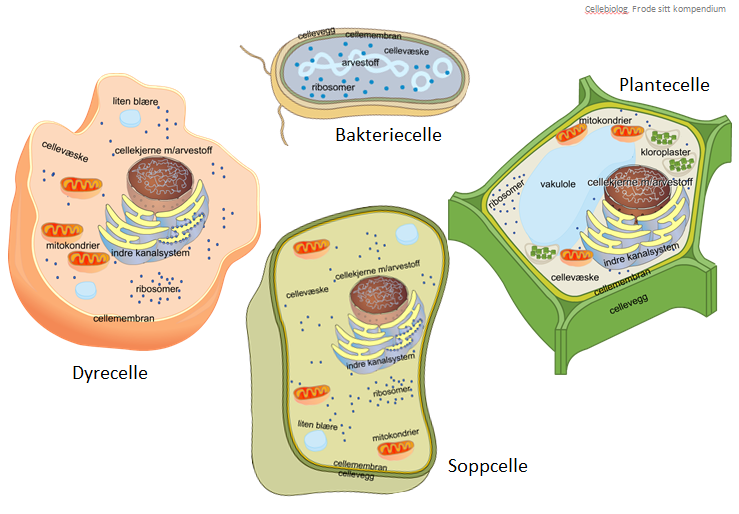 Cellebiolog. Frode sitt kompendium
cellevegg
cellemembran
cellevæske
arvestoff
ribosomer
Bakteriecelle
Plantecelle
mitokondrier
kloroplaster
ribosomer
vakulole
cellekjerne m/arvestoff
indre kanalsystem
cellevæske
cellemembran
cellevegg
liten blære
cellevæske
cellekjerne m/arvestoff
mitokondrier
indre kanalsystem
ribosomer
cellemembran
Dyrecelle
cellekjerne m/arvestoff
cellevæske
indre kanalsystem
ribosomer
liten blære
mitokondrier
cellemembran
cellevegg
Soppcelle